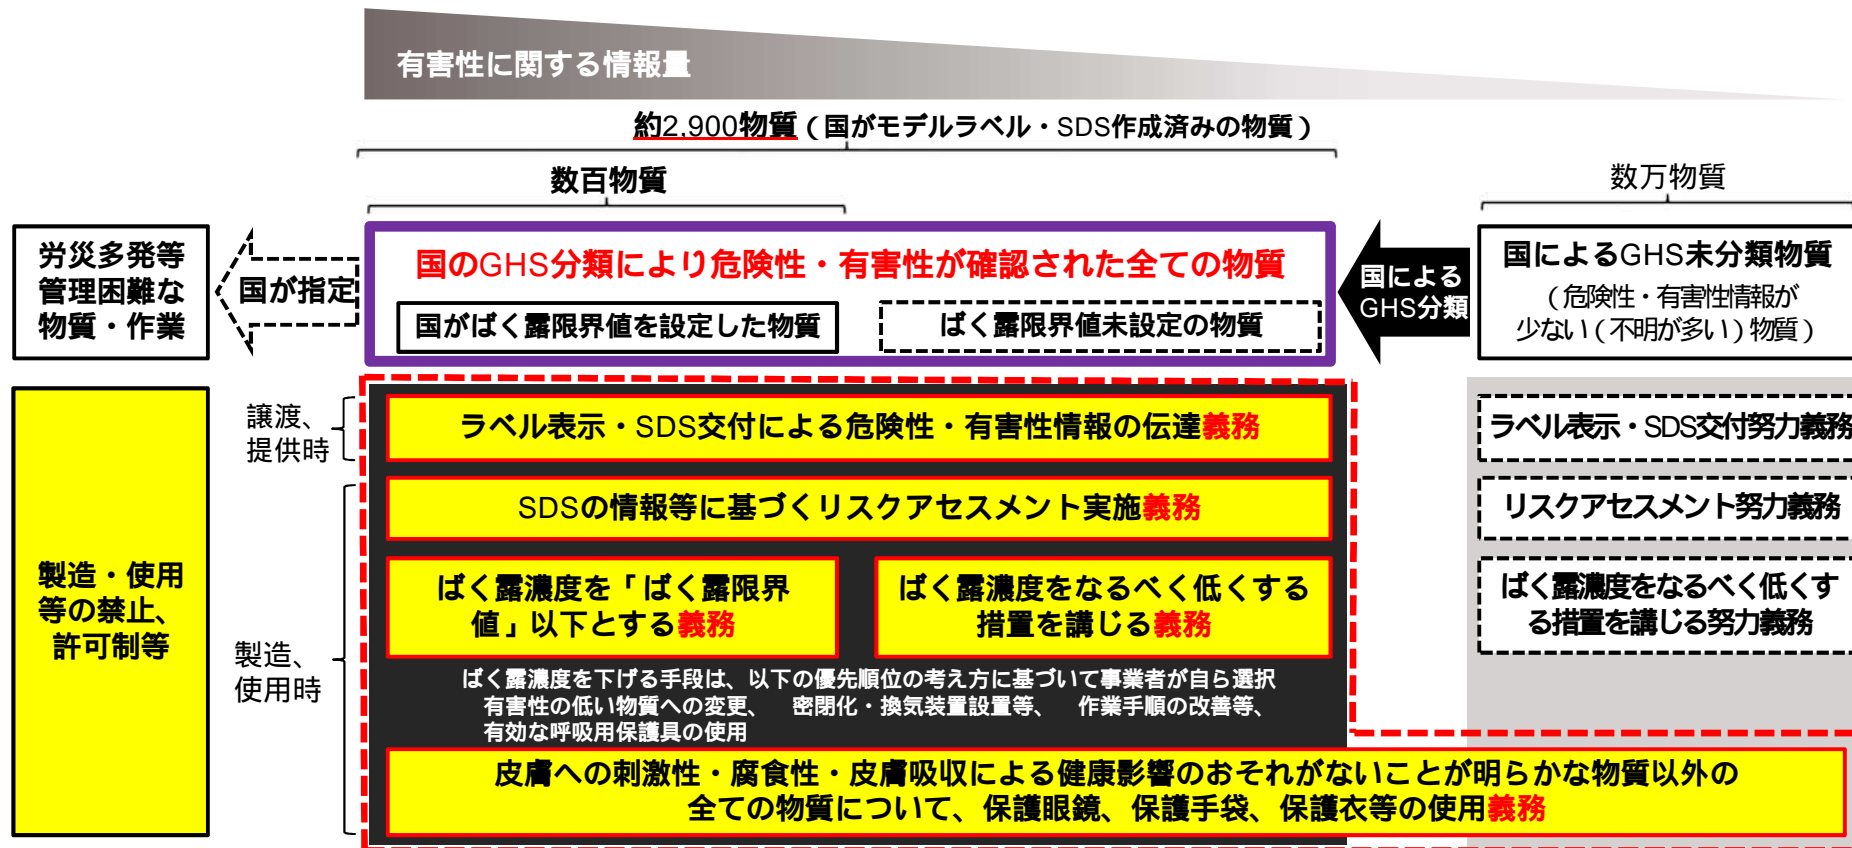 有害性に関する情報量
約2,900物質（国がモデルラベル・SDS作成済みの物質）
数百物質
数万物質
労災多発等
管理困難な
物質・作業
国が指定
国のGHS分類により危険性・有害性が確認された全ての物質
国がばく露限界値を設定した物質
ばく露限界値未設定の物質
国による
GHS分類
国によるGHS未分類物質
（危険性・有害性情報が
少ない（不明が多い）物質）
製造・使用
等の禁止、
許可制等
譲渡、
提供時
ラベル表示・SDS交付による危険性・有害性情報の伝達義務
ラベル表示・SDS交付努力義務
製造、
使用時
SDSの情報等に基づくリスクアセスメント実施義務
リスクアセスメント努力義務
ばく露濃度を「ばく露限界
値」以下とする義務
ばく露濃度をなるべく低くする
措置を講じる義務
ばく露濃度をなるべく低くす
る措置を講じる努力義務
ばく露濃度を下げる手段は、以下の優先順位の考え方に基づいて事業者が自ら選択
有害性の低い物質への変更、　密閉化・換気装置設置等、　作業手順の改善等、
有効な呼吸用保護具の使用
皮膚への刺激性・腐食性・皮膚吸収による健康影響のおそれがないことが明らかな物質以外の
全ての物質について、保護眼鏡、保護手袋、保護衣等の使用義務